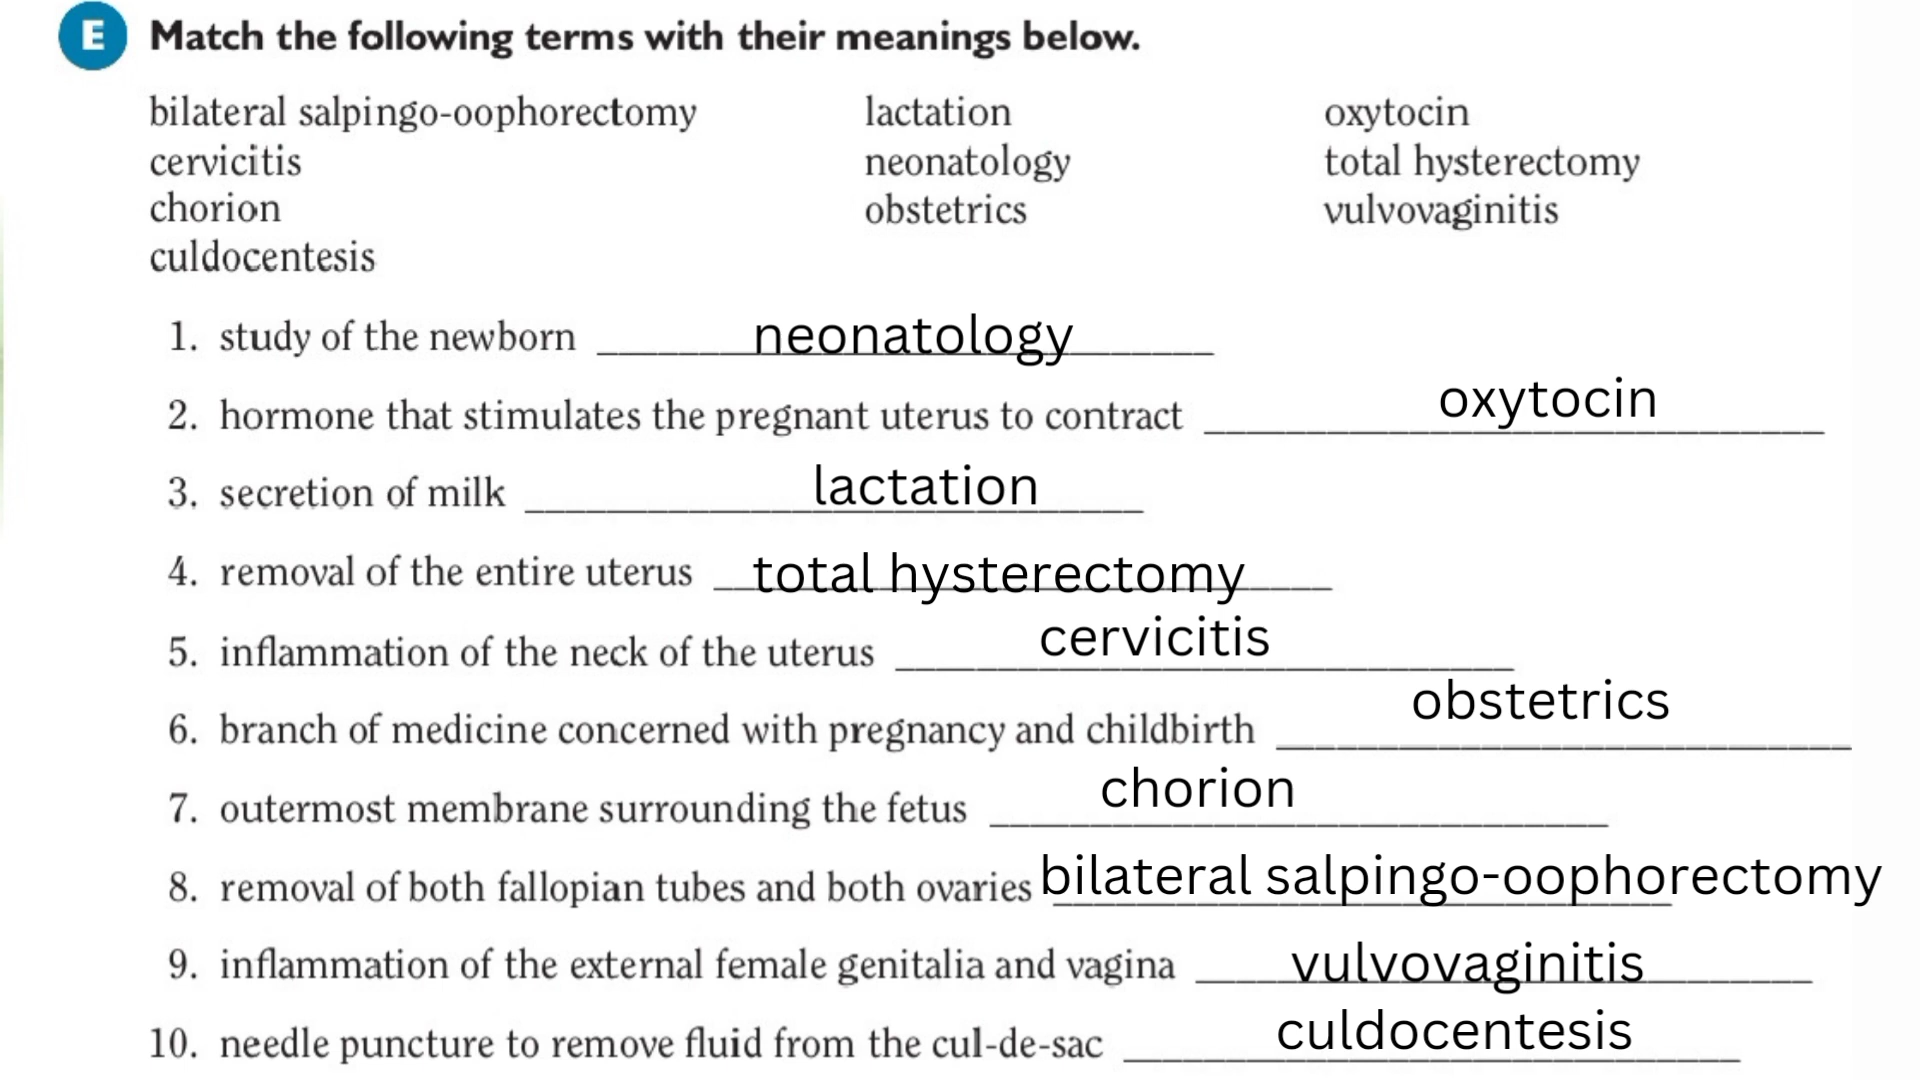 E Match the following terms with their meanings below.
bilateral salpingo-oophorectomy lactation oxytocin
cervicitis neonatology total hysterectomy
chorion obstetrics vulvovaginitis
culdocentesis
1. study of the newborn neonatology
2. hormone that stimulates the pregnant uterus to contract oxytocin
3. secretion of milk lactation
4. removal of the entire uterus total hysterectomy
5. inflammation of the neck of the uterus cervicitis
6. branch of medicine concerned with pregnancy and childbirth obstetrics
7. outermost membrane surrounding the fetus chorion
8. removal of both fallopian tubes and both ovaries bilateral salpingo-oophorectomy
9. inflammation of the external female genitalia and vagina vulvovaginitis
10. needle puncture to remove fluid from the cul-de-sac culdocentesis